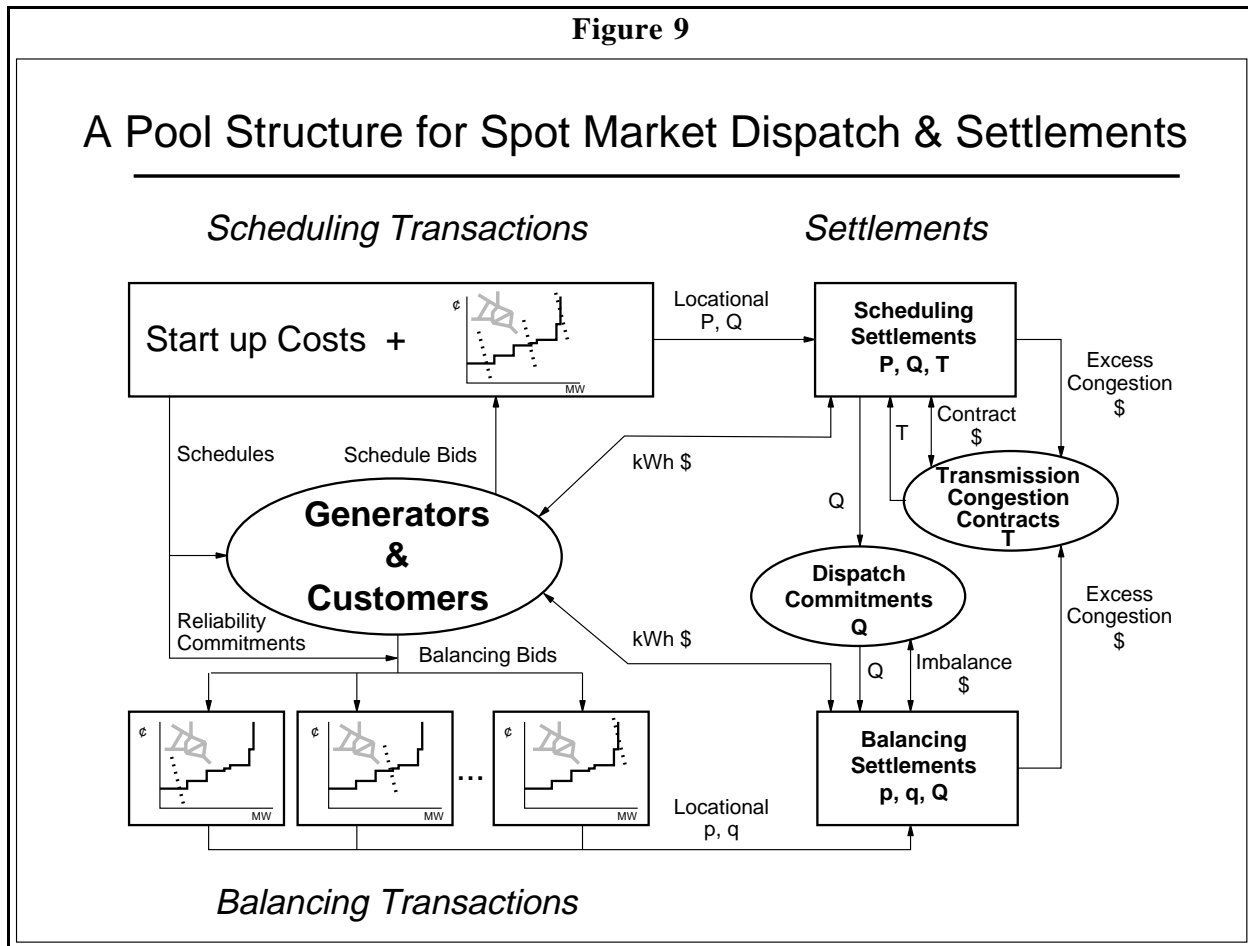 Figure 9
A Pool Structure for Spot Market Dispatch & Settlements
Scheduling Transactions
Settlements
Start up Costs +
¢
MW
Locational
P, Q
Scheduling
Settlements
P, Q, T
Excess
Congestion
$
Schedules
Schedule Bids
kWh $
T
Contract
$
Q
Transmission
Congestion
Contracts
T
Generators
&
Customers
Dispatch
Commitments
Q
Reliability
Commitments
Balancing Bids
kWh $
Q
Imbalance
$
Excess
Congestion
$
¢
MW
¢
MW
...
¢
MW
Balancing
Settlements
p, q, Q
Locational
p, q
Balancing Transactions